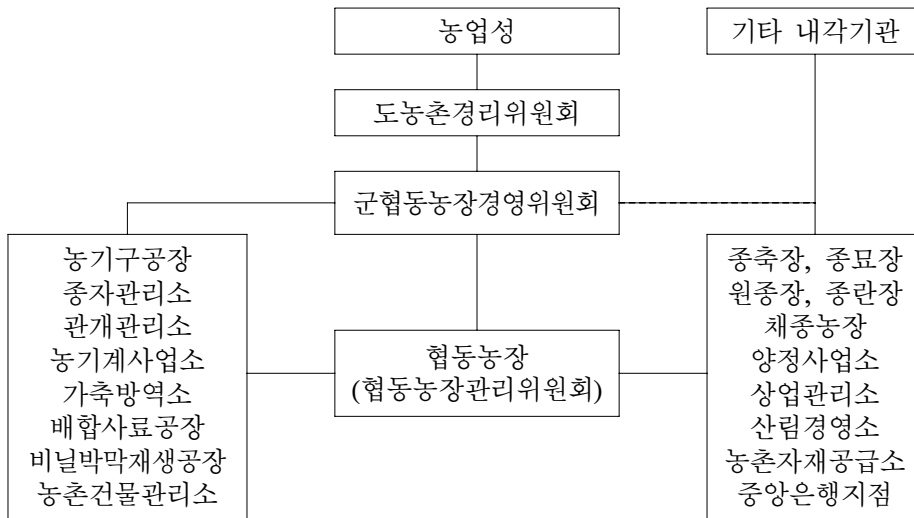 농업성
기타 내각기관
도농촌경리위원회
군협동농장경영위원회
농기구공장
종자관리소
관개관리소
농기계사업소
가축방역소
배합사료공장
비닐박막재생공장
농촌건물관리소
협동농장
(협동농장관리위원회)
종축장, 종묘장
원종장, 종란장
채종농장
양정사업소
상업관리소
산림경영소
농촌자재공급소
중앙은행지점